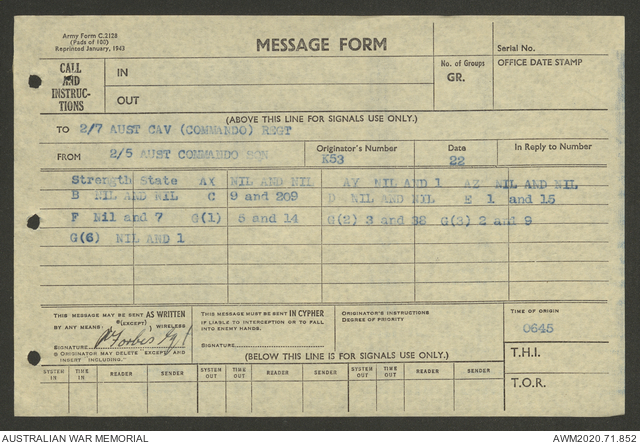 Army Form C.2128
(Pads of 100)
Reprinted January, 1943
MESSAGE FORM
Serial No.
CALL AND INSTRUC-TIONS
IN
OUT
No. of Groups
GR.
OFFICE DATE STAMP
(ABOVE THIS LINE FOR SIGNALS USE ONLY.)
TO 2/7 AUST CAV (COMMANDO) REGT
FROM 2/5 AUST COMMANDO SQN
Originator's Number
K53
Date
22
In Reply to Number
Strength State AX NIL AND NIL AY NIL AND 1 AZ NIL AND NIL
B NIL AND NIL C 9 and 209 D NIL AND NIL E 1 and 15
F Nil and 7 G(1) 5 and 14 G(2) 3 and 38 G(3) 2 and 9
G(6) NIL AND 1
THIS MESSAGE MAY BE SENT AS WRITTEN
BY ANY MEANS *(EXCEPT) WIRELESS
SIGNATURE Forbes
ORIGINATOR MAY DELETE EXCEPT AND
INSERT INCLUDING.*
THIS MESSAGE MUST BE SENT IN CYPHER
IF LIABLE TO INTERCEPTION OR TO FALL
INTO ENEMY HANDS.
SIGNATURE
ORIGINATOR'S INSTRUCTIONS
DEGREE OF PRIORITY
TIME OF ORIGIN
0645
(BELOW THIS LINE IS FOR SIGNALS USE ONLY.)
T.H.I.
T.O.R.
SYSTEM IN TIME IN READER SENDER SYSTEM OUT TIME OUT READER SENDER SYSTEM OUT TIME OUT READER SENDER
AUSTRALIAN WAR MEMORIAL
AWM2020.71.852